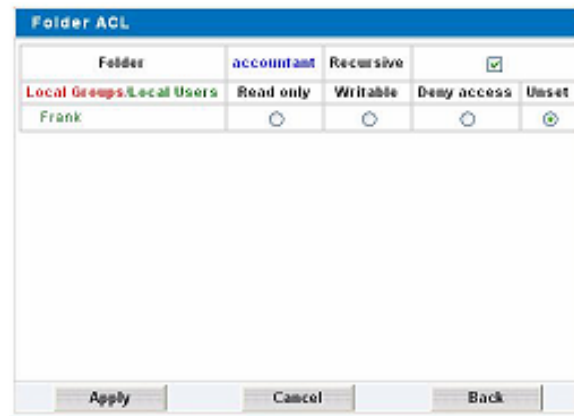 Folder ACL
Folder accountant Recursive
Local Groups/Local Users Read only Writable Deny access Unset
Frank
Apply Cancel Back